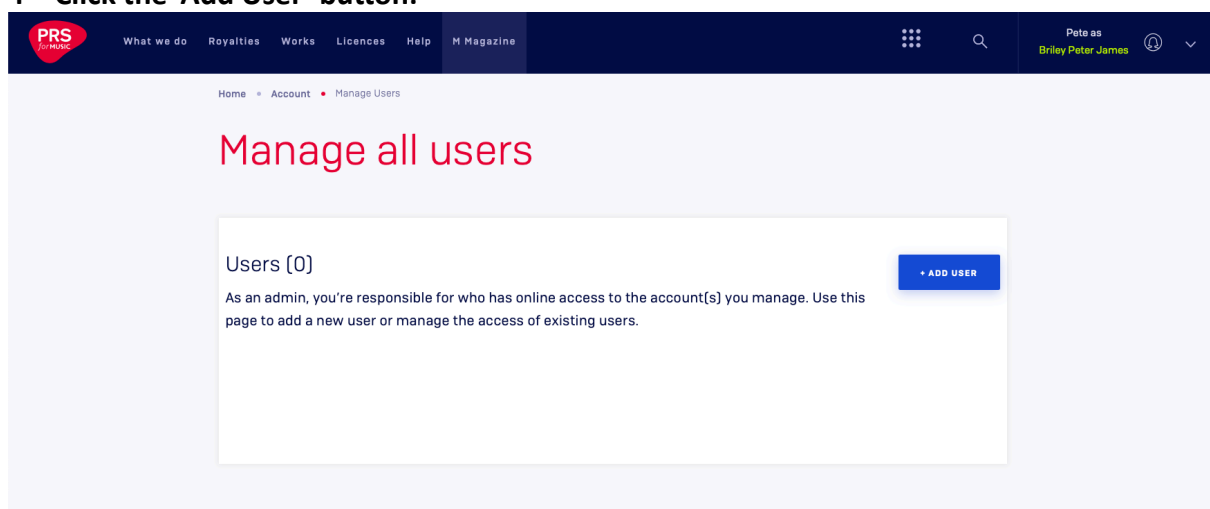 Click the 'Add User' button.
PRS
for MUSIC
What we do Royalties Works Licences Help M Magazine
Pete as
Briley Peter James
Home • Account • Manage Users
Manage all users
Users (0)
+ ADD USER
As an admin, you're responsible for who has online access to the account(s) you manage. Use this
page to add a new user or manage the access of existing users.